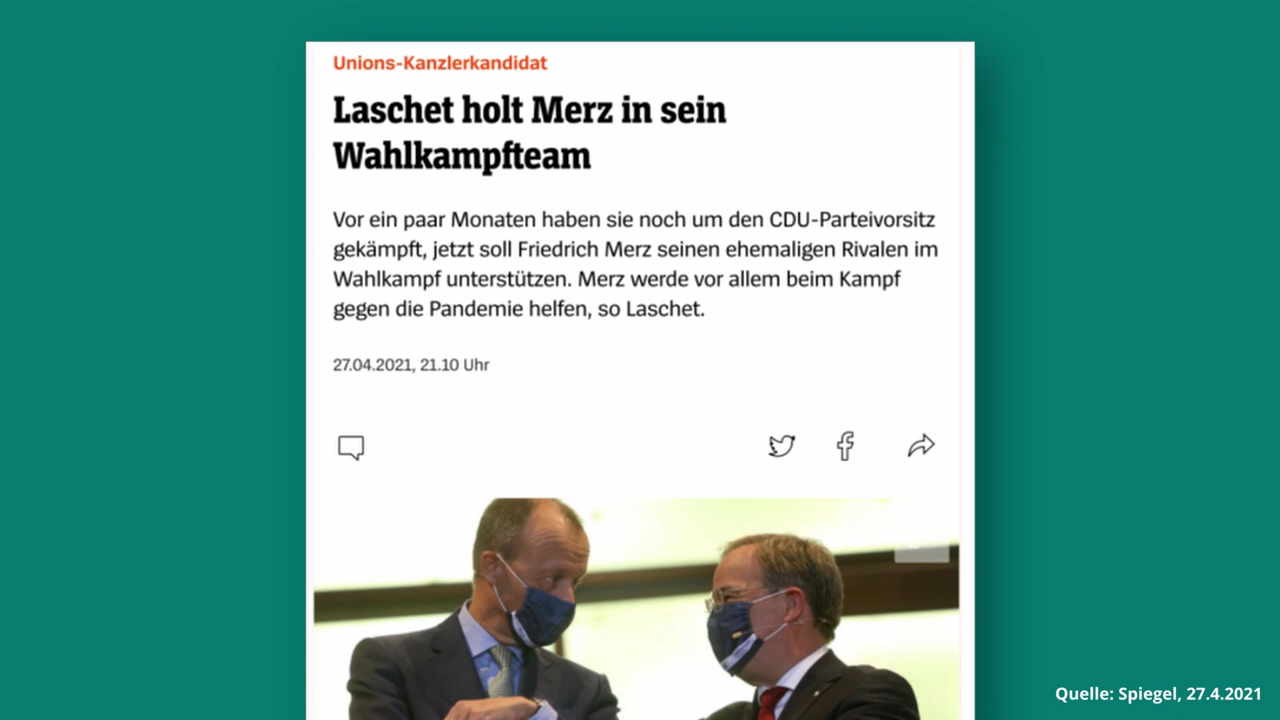 Unions-Kanzlerkandidat
Laschet holt Merz in sein
Wahlkampfteam
Vor ein paar Monaten haben sie noch um den CDU-Parteivorsitz
gekämpft, jetzt soll Friedrich Merz seinen ehemaligen Rivalen im
Wahlkampf unterstützen. Merz werde vor allem beim Kampf
gegen die Pandemie helfen, so Laschet.
27.04.2021, 21.10 Uhr
Quelle: Spiegel, 27.4.2021